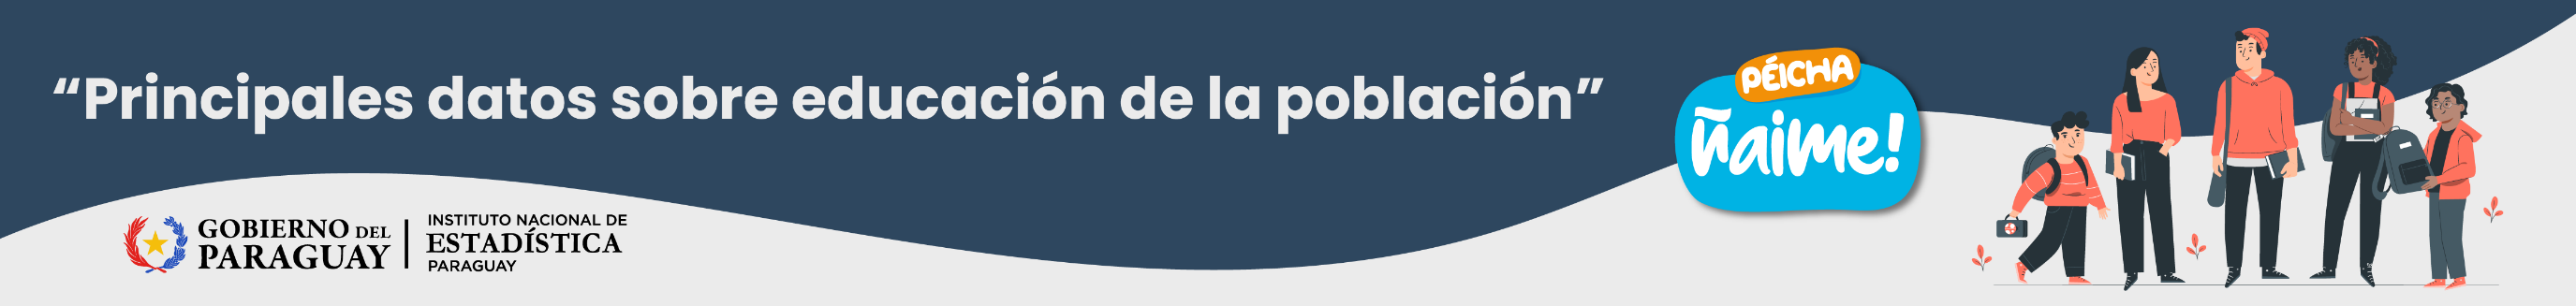 “Principales datos sobre educación de la población”
PÉICHA
ñaime!
GOBIERNO DEL
PARAGUAY
INSTITUTO NACIONAL DE
ESTADÍSTICA
PARAGUAY